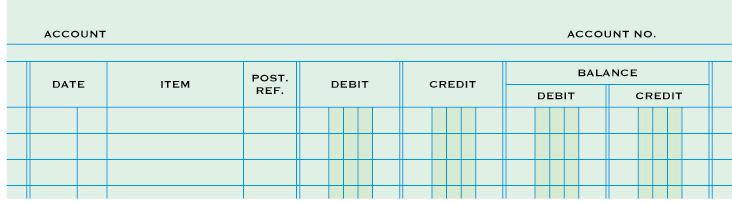 ACCOUNT ACCOUNT NO.
DATE ITEM POST. REF. DEBIT CREDIT BALANCE
DEBIT CREDIT